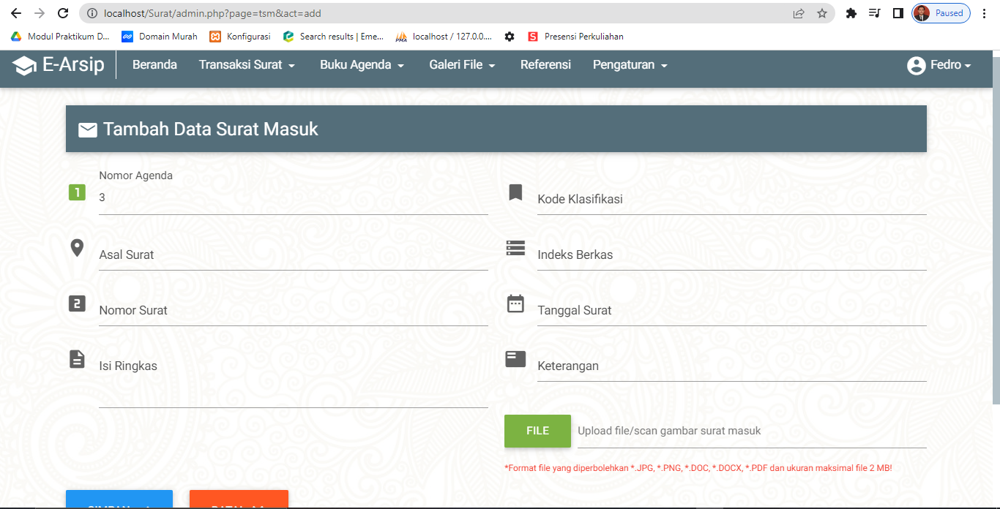 localhost/Surat/admin.php?page=tsm&act=add
Paused
Modul Praktikum D...
Domain Murah
Konfigurasi
Search results | Eme...
localhost / 127.0.0....
Presensi Perkuliahan
E-Arsip
Beranda
Transaksi Surat
Buku Agenda
Galeri File
Referensi
Pengaturan
Fedro
Tambah Data Surat Masuk
Nomor Agenda
1
3
Kode Klasifikasi
Asal Surat
Indeks Berkas
2
Nomor Surat
Tanggal Surat
Isi Ringkas
Keterangan
FILE
Upload file/scan gambar surat masuk
*Format file yang diperbolehkan *.JPG, *.PNG, *.DOC, *.DOCX, *.PDF dan ukuran maksimal file 2 MB!
SIMPAN
BATAL